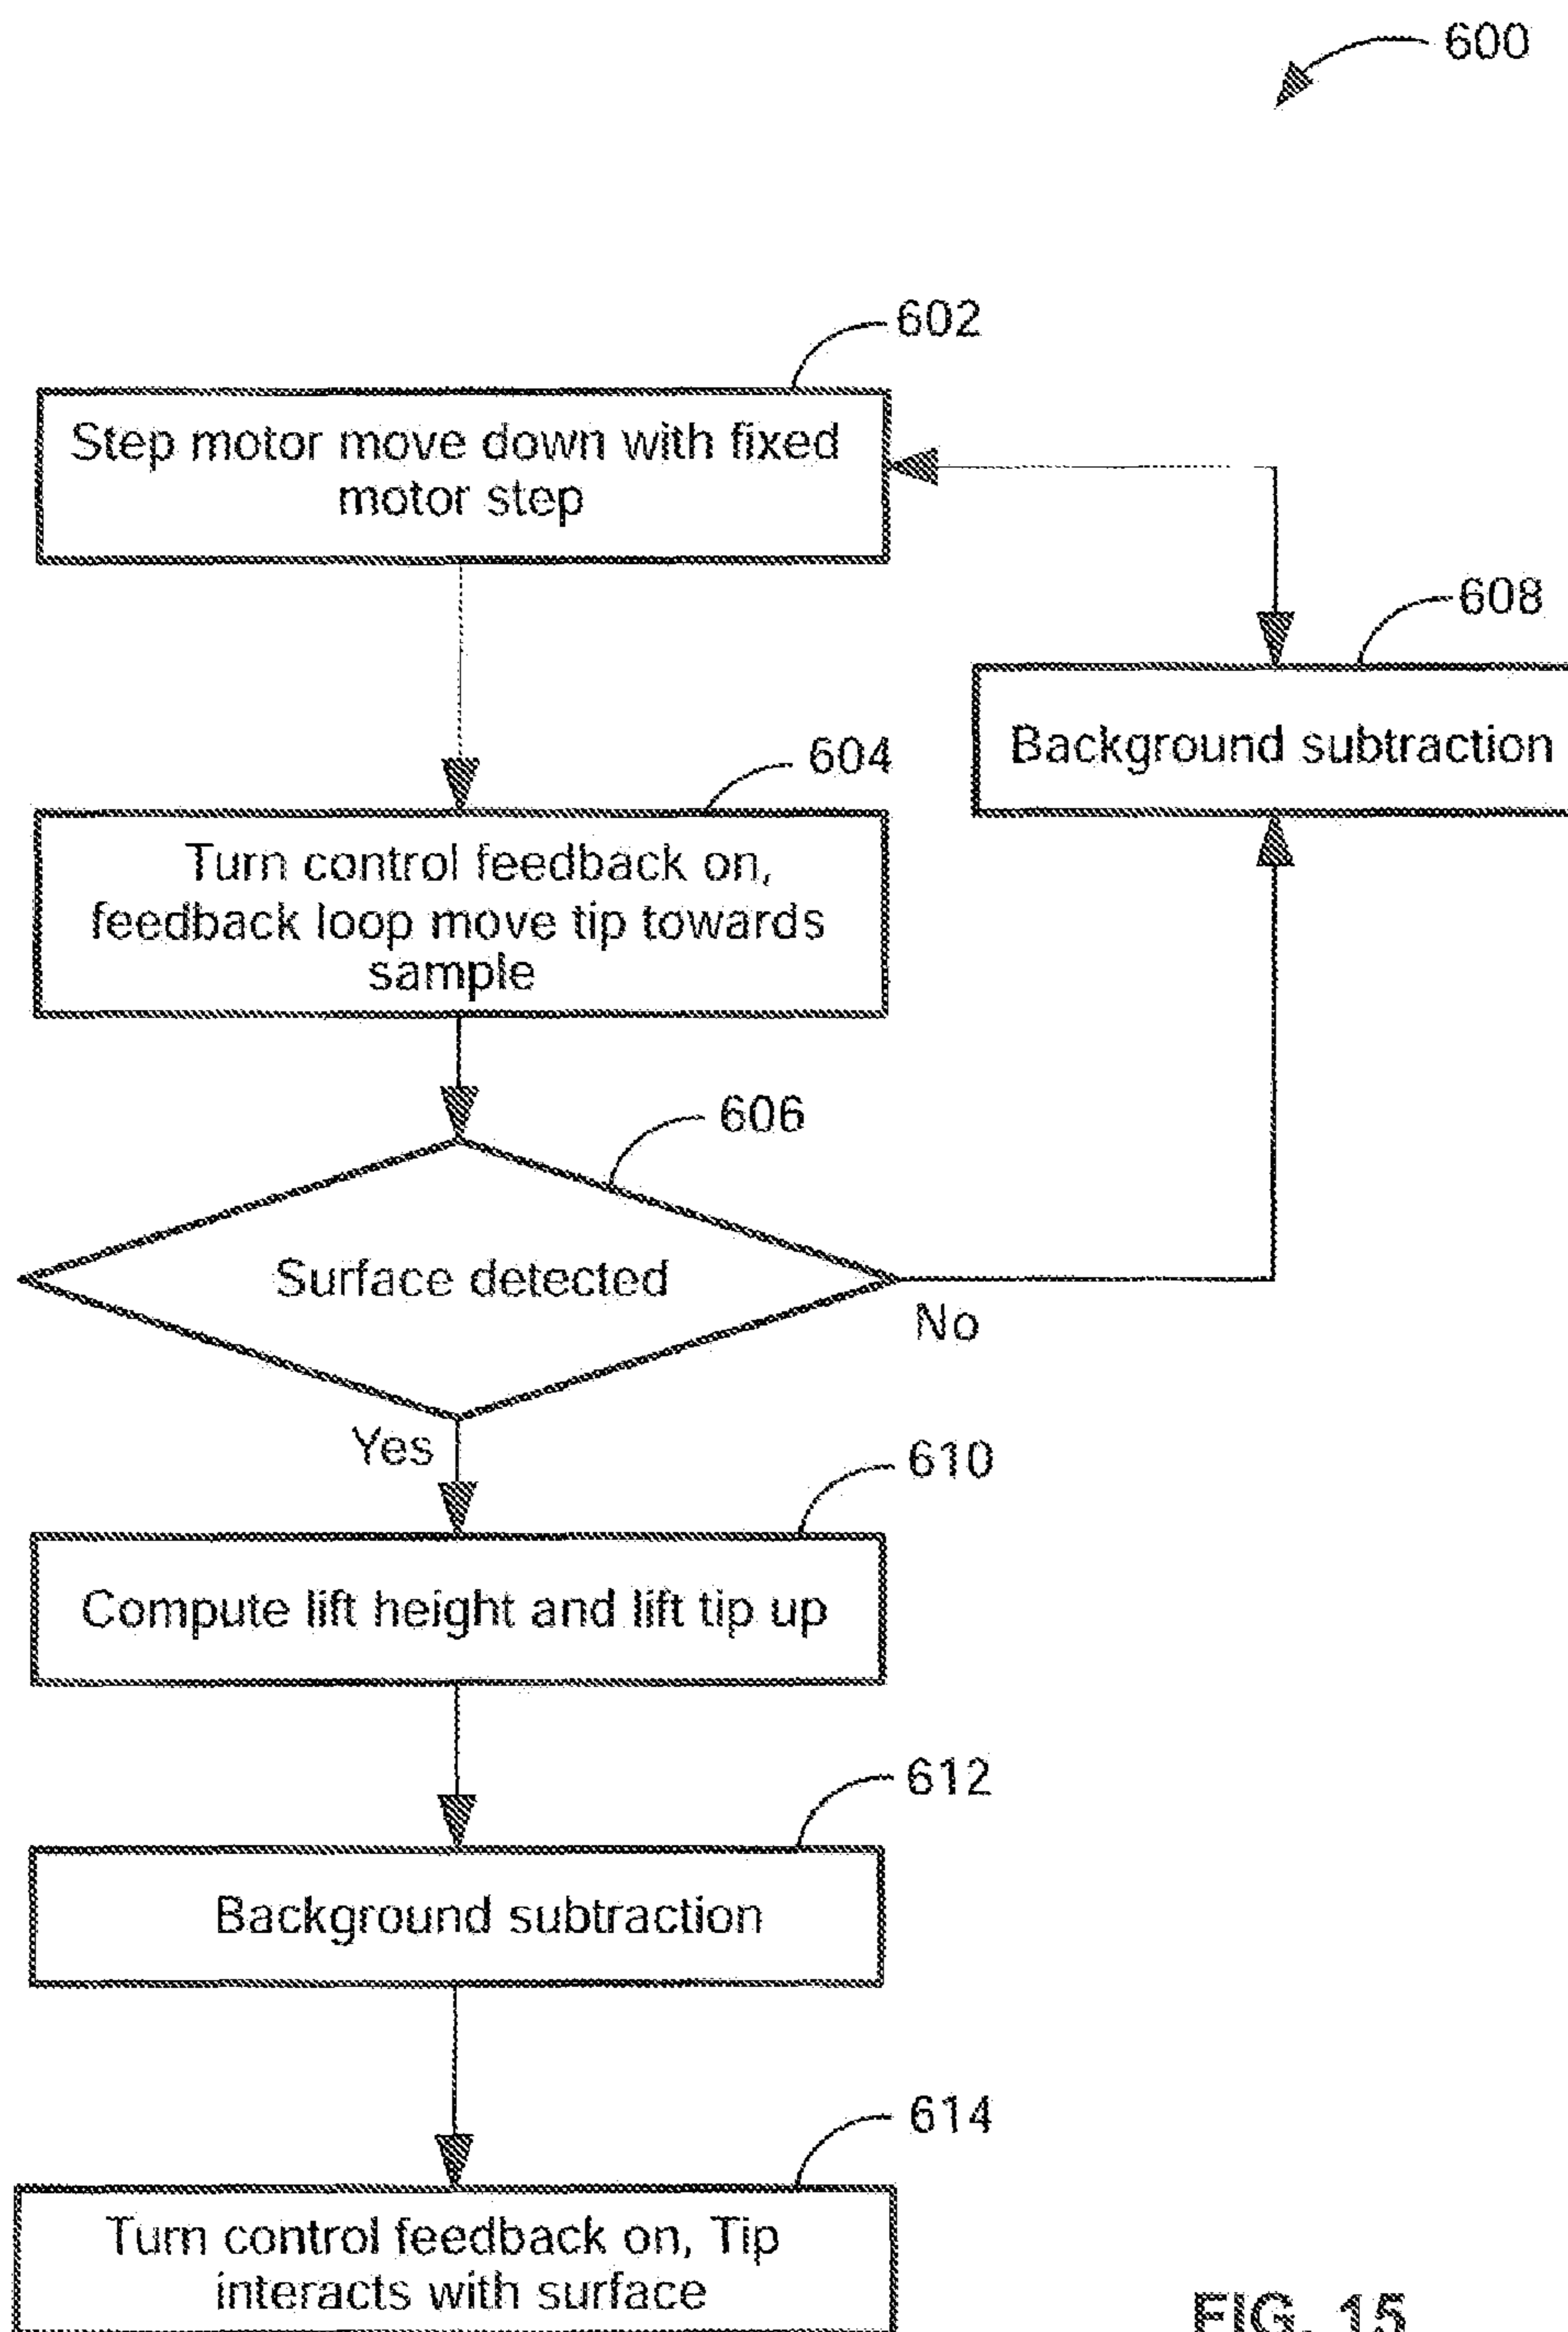 600
602
Step motor move down with fixed
motor step
608
Background subtraction
604
Turn control feedback on,
feedback loop move tip towards
sample
606
Surface detected
No
Yes
610
Compute lift height and lift tip up
612
Background subtraction
614
Turn control feedback on, Tip
interacts with surface
FIG. 15